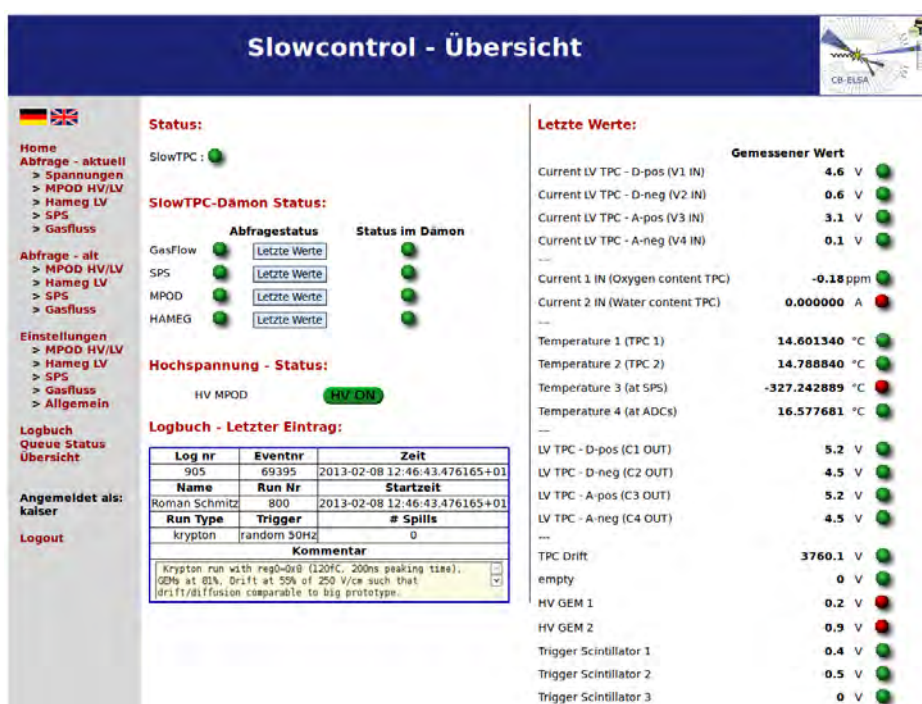 Slowcontrol - Übersicht
CB-ELSA
Home
Abfrage - aktuell
> Spannungen
> MPOD HV/LV
> Hameg LV
> SPS
> Gasfluss
Abfrage - alt
> MPOD HV/LV
> Hameg LV
> SPS
> Gasfluss
Einstellungen
> MPOD HV/LV
> Hameg LV
> SPS
> Gasfluss
> Allgemein
Logbuch
Queue Status
Übersicht
Angemeldet als:
kaiser
Logout
Status:
SlowTPC :
SlowTPC-Dämon Status:
Abfragestatus Status im Dämon
GasFlow Letzte Werte
SPS Letzte Werte
MPOD Letzte Werte
HAMEG Letzte Werte
Hochspannung - Status:
HV MPOD HV ON
Logbuch - Letzter Eintrag:
Log nr Eventnr Zeit
905 69395 2013-02-08 12:46:43.476165+01
Name Run Nr Startzeit
Roman Schmitz 800 2013-02-08 12:46:43.476165+01
Run Type Trigger # Spills
krypton random 50Hz 0
Kommentar
Krypton run with reg0=0x0 (120fC, 200ns peaking time),
GEMs at 81%, Drift at 55% of 250 V/cm such that
drift/diffusion comparable to big prototype.
Letzte Werte:
Gemessener Wert
Current LV TPC - D-pos (V1 IN) 4.6 V
Current LV TPC - D-neg (V2 IN) 0.6 V
Current LV TPC - A-pos (V3 IN) 3.1 V
Current LV TPC - A-neg (V4 IN) 0.1 V
---
Current 1 IN (Oxygen content TPC) -0.18 ppm
Current 2 IN (Water content TPC) 0.000000 A
---
Temperature 1 (TPC 1) 14.601340 °C
Temperature 2 (TPC 2) 14.788840 °C
Temperature 3 (at SPS) -327.242889 °C
Temperature 4 (at ADCs) 16.577681 °C
---
LV TPC - D-pos (C1 OUT) 5.2 V
LV TPC - D-neg (C2 OUT) 4.5 V
LV TPC - A-pos (C3 OUT) 5.2 V
LV TPC - A-neg (C4 OUT) 4.5 V
---
TPC Drift 3760.1 V
empty 0 V
HV GEM 1 0.2 V
HV GEM 2 0.9 V
Trigger Scintillator 1 0.4 V
Trigger Scintillator 2 0.5 V
Trigger Scintillator 3 0 V